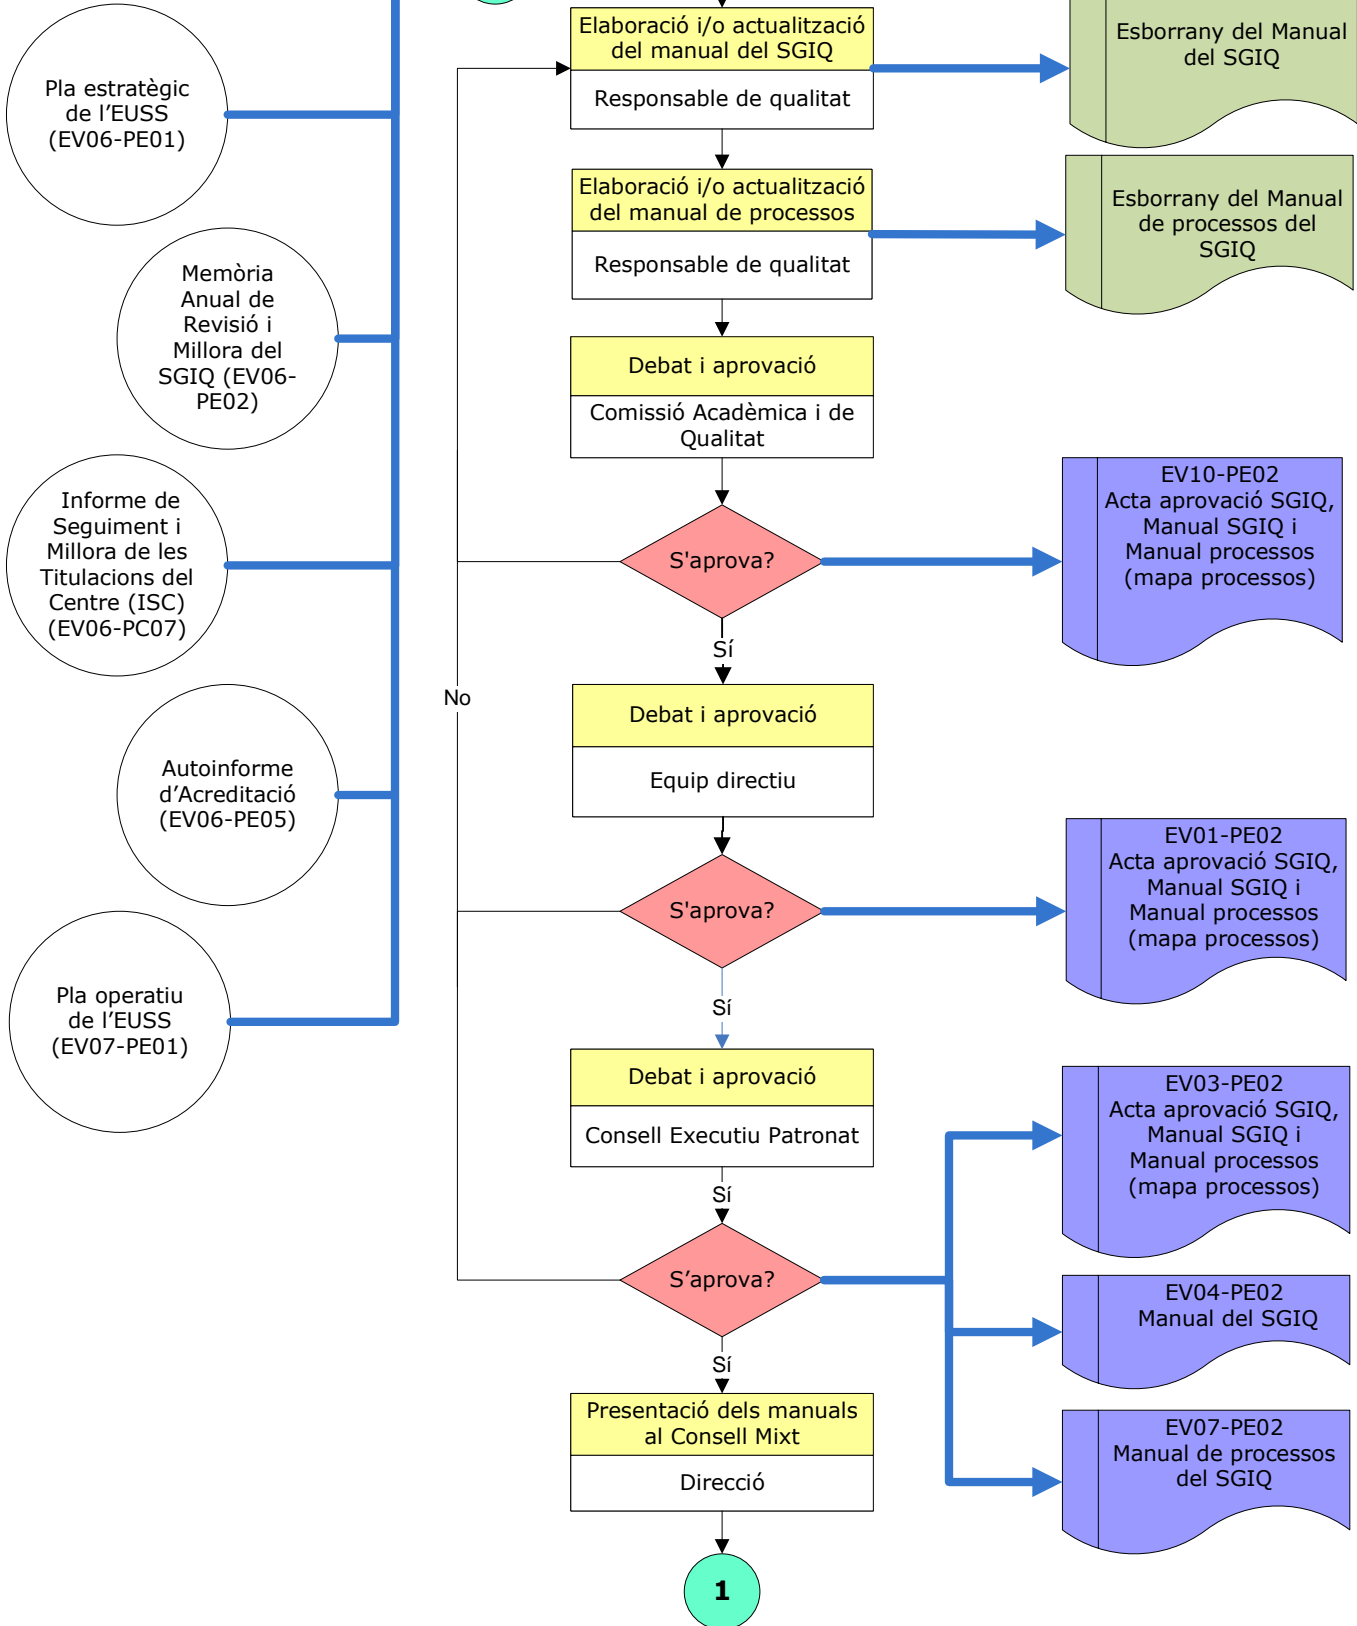 Pla estratègic
de l’EUSS
(EV06-PE01)
Memòria
Anual de
Revisió i
Millora del
SGIQ (EV06-
PE02)
Informe de
Seguiment i
Millora de les
Titulacions del
Centre (ISC)
(EV06-PC07)
Autoinforme
d’Acreditació
(EV06-PE05)
Pla operatiu
de l’EUSS
(EV07-PE01)
Elaboració i/o actualització
del manual del SGIQ
Responsable de qualitat
Esborrany del Manual
del SGIQ
Elaboració i/o actualització
del manual de processos
Responsable de qualitat
Esborrany del Manual
de processos del
SGIQ
Debat i aprovació
Comissió Acadèmica i de
Qualitat
S'aprova?
EV10-PE02
Acta aprovació SGIQ,
Manual SGIQ i
Manual processos
(mapa processos)
Sí
No
Debat i aprovació
Equip directiu
S'aprova?
EV01-PE02
Acta aprovació SGIQ,
Manual SGIQ i
Manual processos
(mapa processos)
Sí
Debat i aprovació
Consell Executiu Patronat
Sí
EV03-PE02
Acta aprovació SGIQ,
Manual SGIQ i
Manual processos
(mapa processos)
S’aprova?
EV04-PE02
Manual del SGIQ
Sí
Presentació dels manuals
al Consell Mixt
Direcció
EV07-PE02
Manual de processos
del SGIQ
1